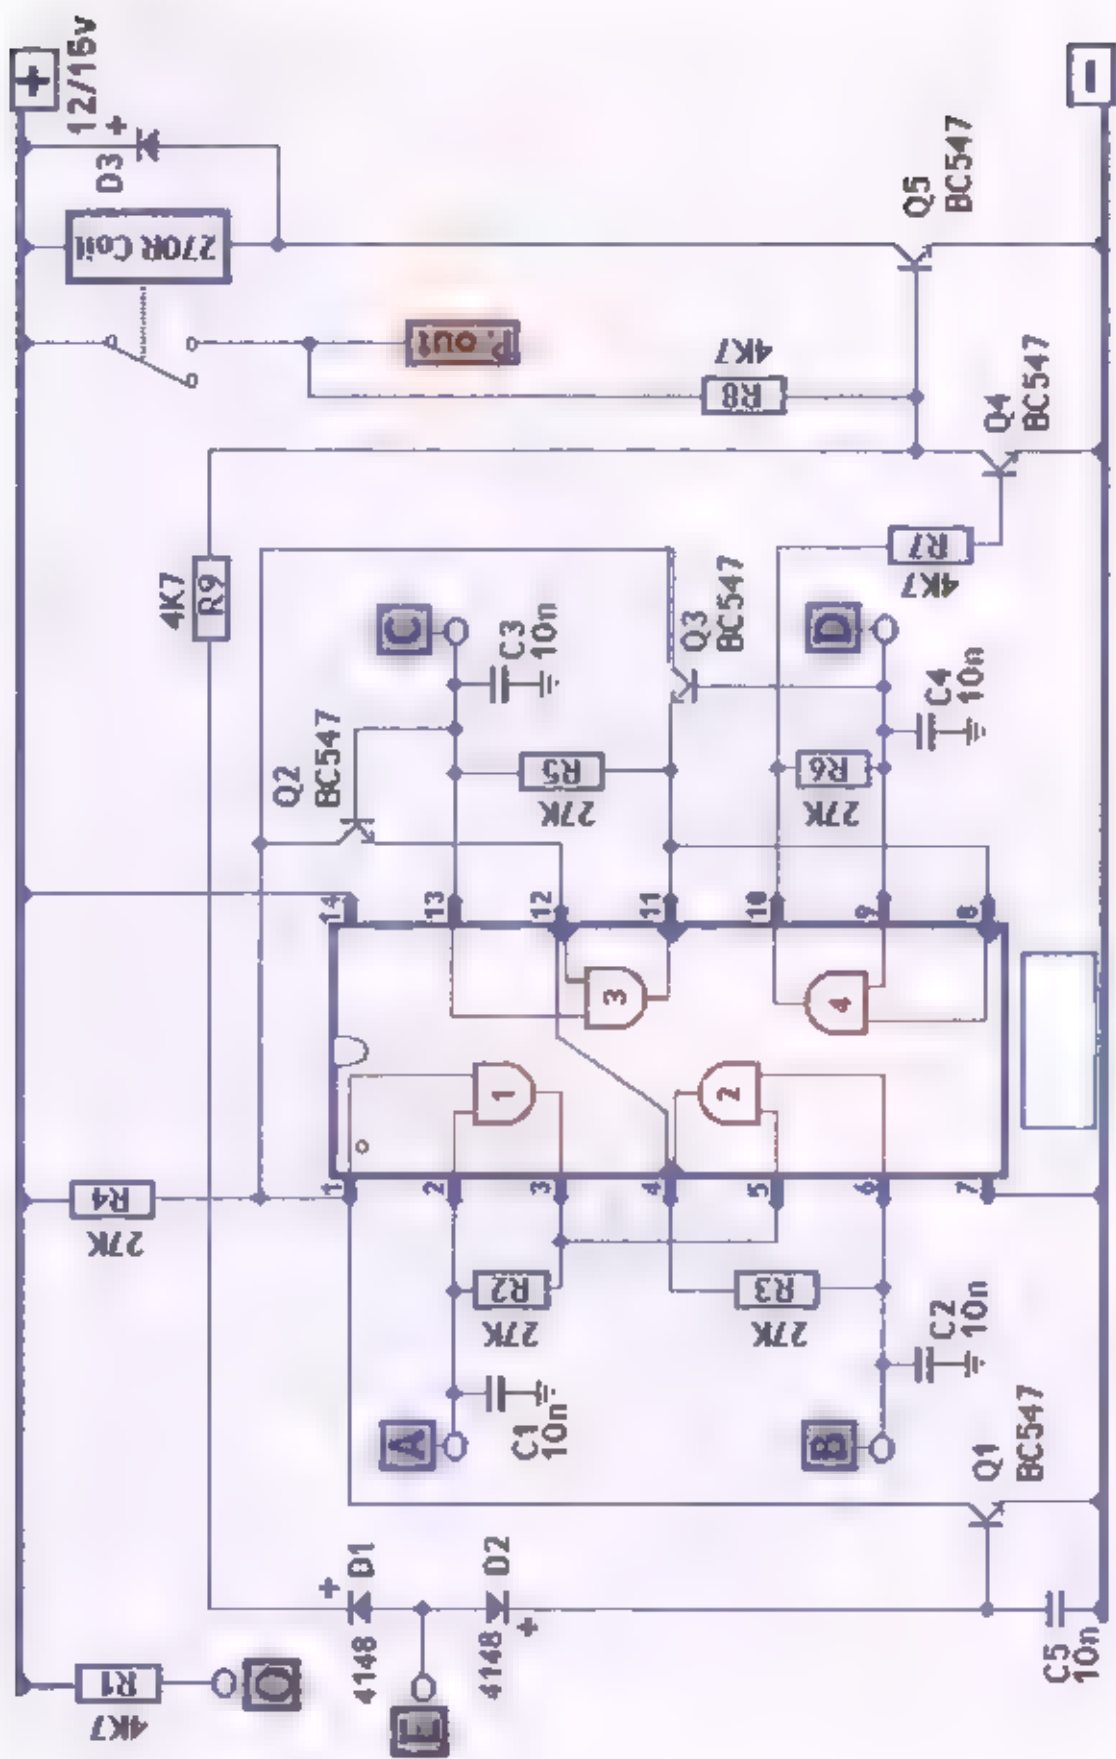 +
12/15v
D3 +
270R Coil
P. out
-
Q5
BC547
4K7
R8
Q4
BC547
R7
4K7
4K7
R9
C
C3
10n
Q3
BC547
D
C4
10n
Q2
BC547
R5
27K
R6
27K
14
13
12
11
10
9
8
3
4
1
2
1
2
3
4
5
6
7
R4
27K
R2
27K
R3
27K
C2
10n
A
C1
10n
B
Q1
BC547
+
D1
4148
D2
4148
+
R1
4K7
O
E
C5
10n